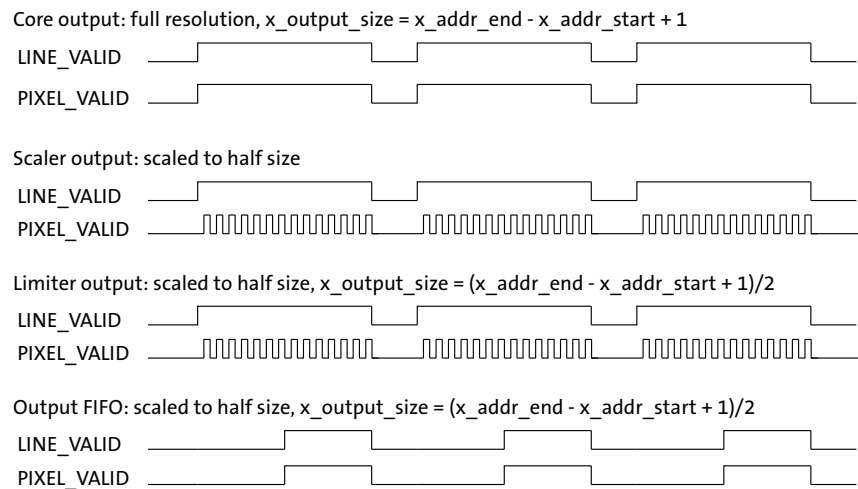 Core output: full resolution, x_output_size = x_addr_end - x_addr_start + 1
LINE_VALID
PIXEL_VALID
Scaler output: scaled to half size
LINE_VALID
PIXEL_VALID
Limiter output: scaled to half size, x_output_size = (x_addr_end - x_addr_start + 1)/2
LINE_VALID
PIXEL_VALID
Output FIFO: scaled to half size, x_output_size = (x_addr_end - x_addr_start + 1)/2
LINE_VALID
PIXEL_VALID